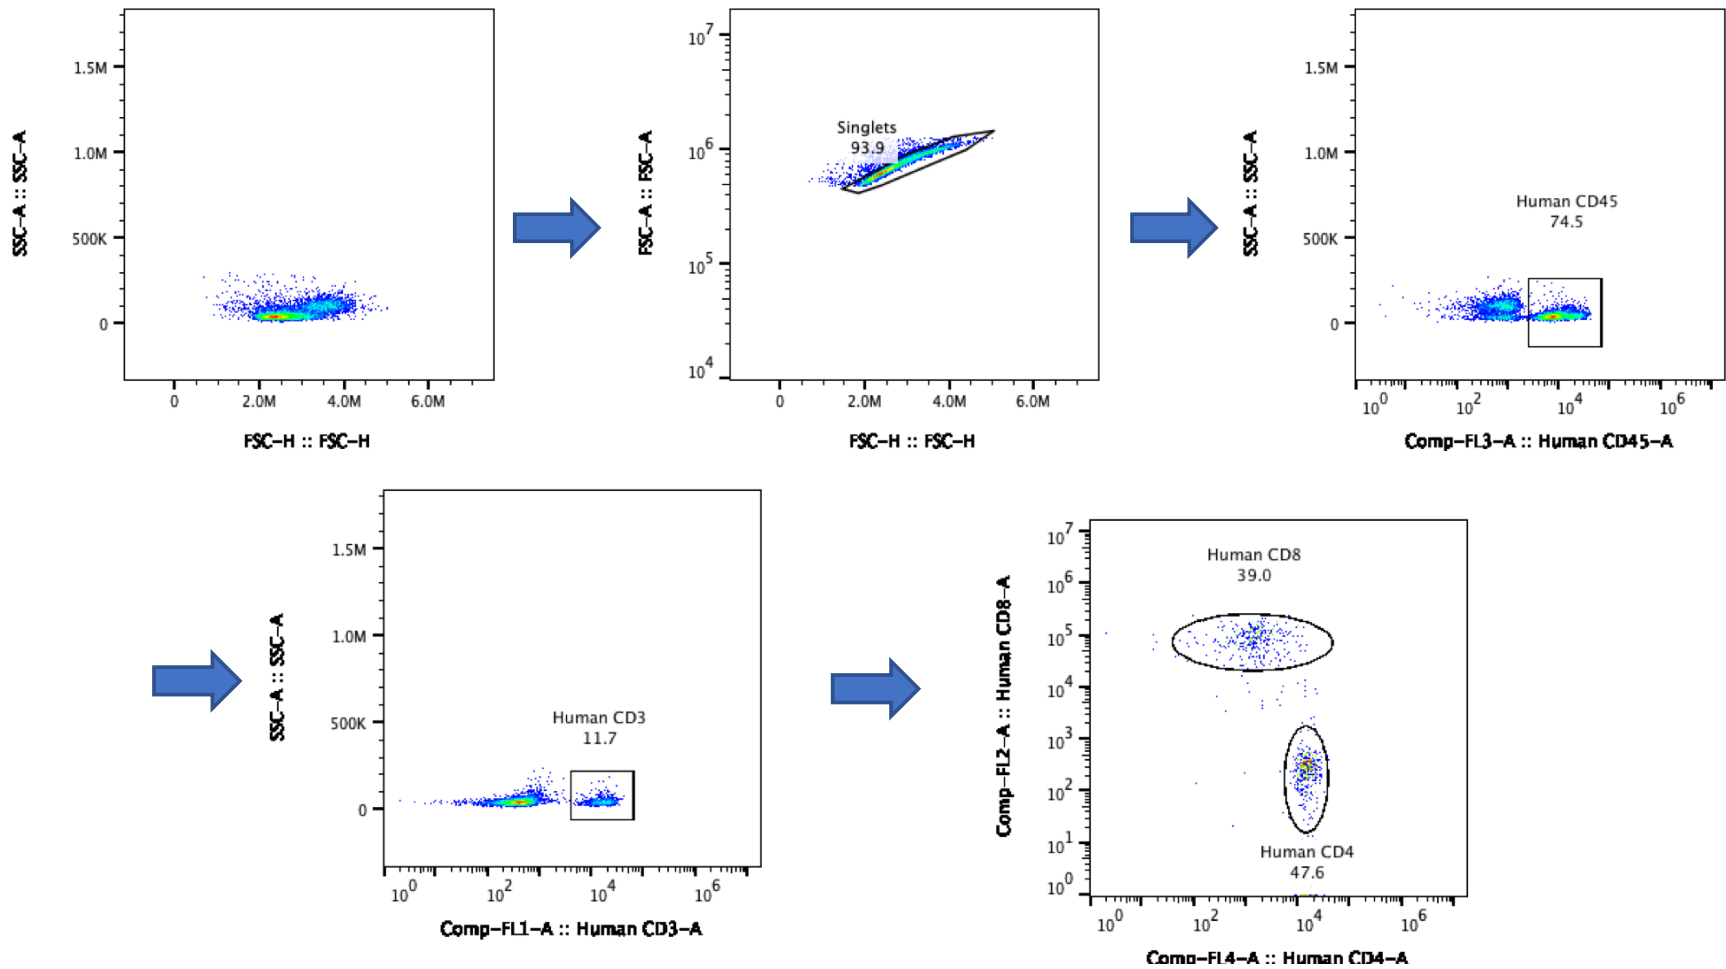 SSC-A :: SSC-A
1.5M
1.0M
500K
0
0 2.0M 4.0M 6.0M
FSC-H :: FSC-H
FSC-A :: FSC-A
10^7
10^6
10^5
10^4
Singlets
93.9
0 2.0M 4.0M 6.0M
FSC-H :: FSC-H
SSC-A :: SSC-A
1.5M
1.0M
500K
0
Human CD45
74.5
10^0 10^2 10^4 10^6
Comp-FL3-A :: Human CD45-A
SSC-A :: SSC-A
1.5M
1.0M
500K
0
Human CD3
11.7
10^0 10^2 10^4 10^6
Comp-FL1-A :: Human CD3-A
Comp-FL2-A :: Human CD8-A
10^7
10^6
10^5
10^4
10^3
10^2
10^1
10^0
Human CD8
39.0
Human CD4
47.6
10^0 10^2 10^4 10^6
Comp-FL4-A :: Human CD4-A